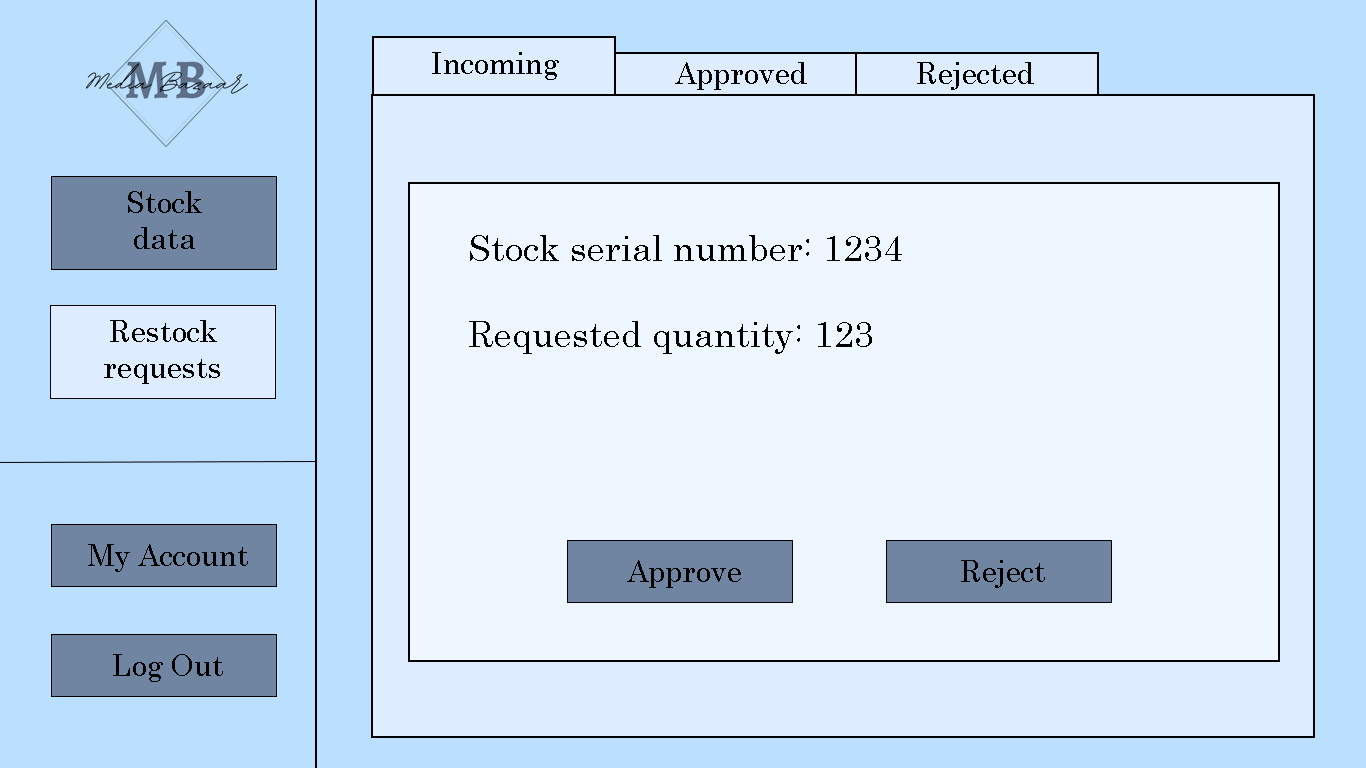 MB
Media Bazaar
Stock
data
Restock
requests
My Account
Log Out
Incoming
Approved
Rejected
Stock serial number: 1234
Requested quantity: 123
Approve
Reject